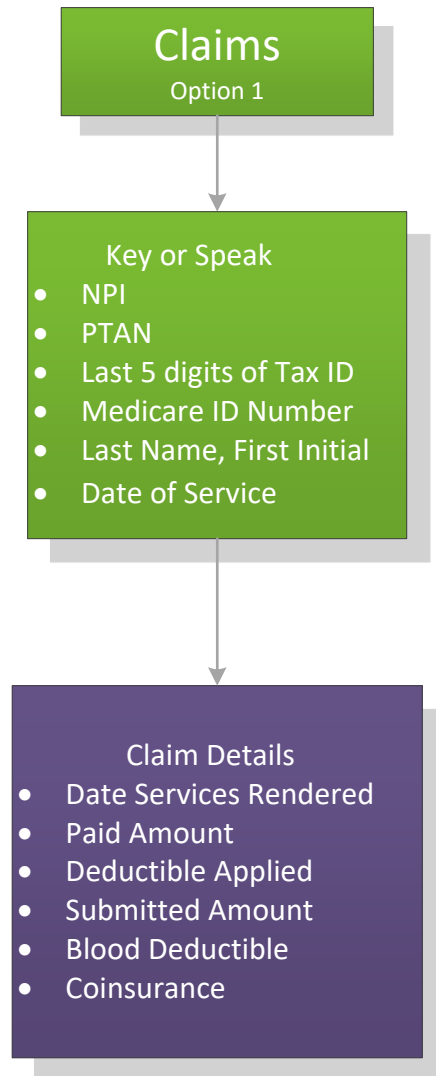 Claims
Option 1
Key or Speak
• NPI
• PTAN
• Last 5 digits of Tax ID
• Medicare ID Number
• Last Name, First Initial
• Date of Service
Claim Details
• Date Services Rendered
• Paid Amount
• Deductible Applied
• Submitted Amount
• Blood Deductible
• Coinsurance